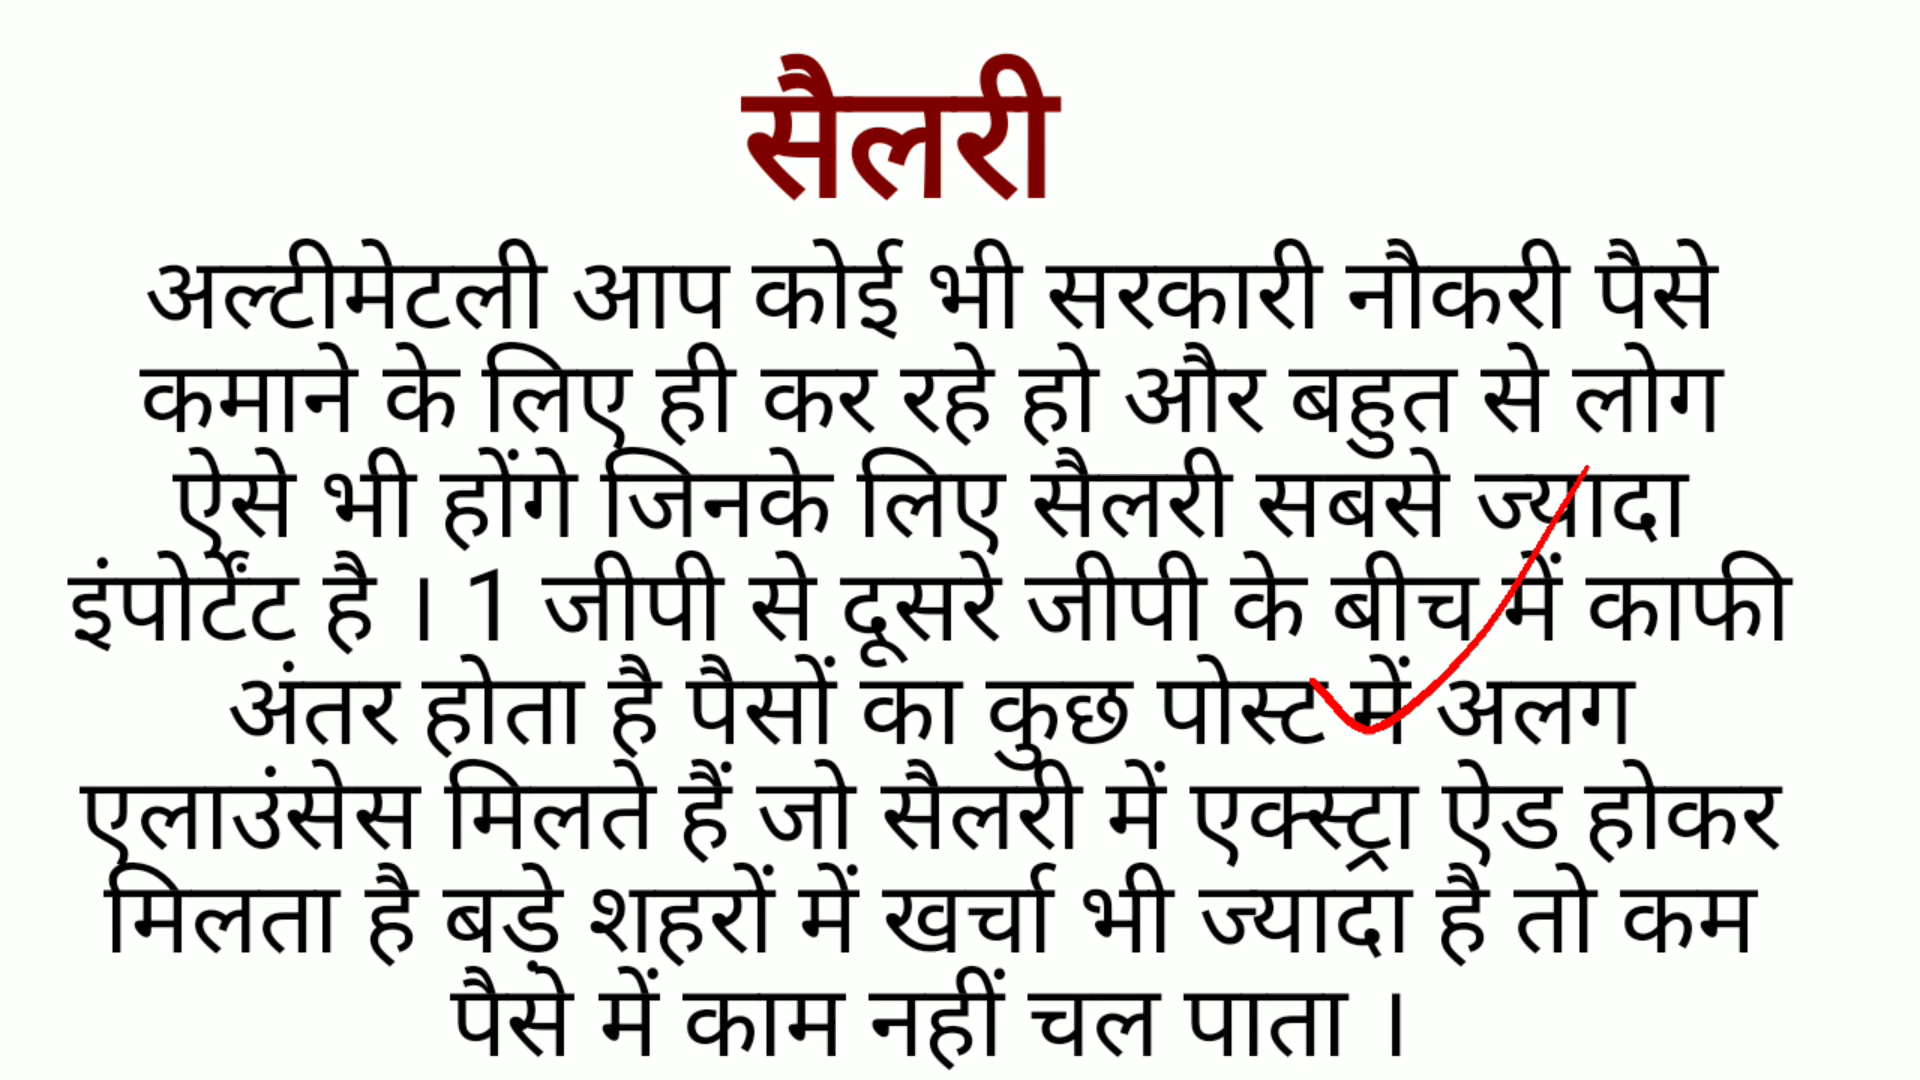 सैलरी
अल्टीमेटली आप कोई भी सरकारी नौकरी पैसे
कमाने के लिए ही कर रहे हो और बहुत से लोग
ऐसे भी होंगे जिनके लिए सैलरी सबसे ज्यादा
इंपोर्टेंट है । 1 जीपी से दूसरे जीपी के बीच में काफी
अंतर होता है पैसों का कुछ पोस्ट में अलग
एलाउंसेस मिलते हैं जो सैलरी में एक्स्ट्रा ऐड होकर
मिलता है बड़े शहरों में खर्चा भी ज्यादा है तो कम
पैसे में काम नहीं चल पाता ।